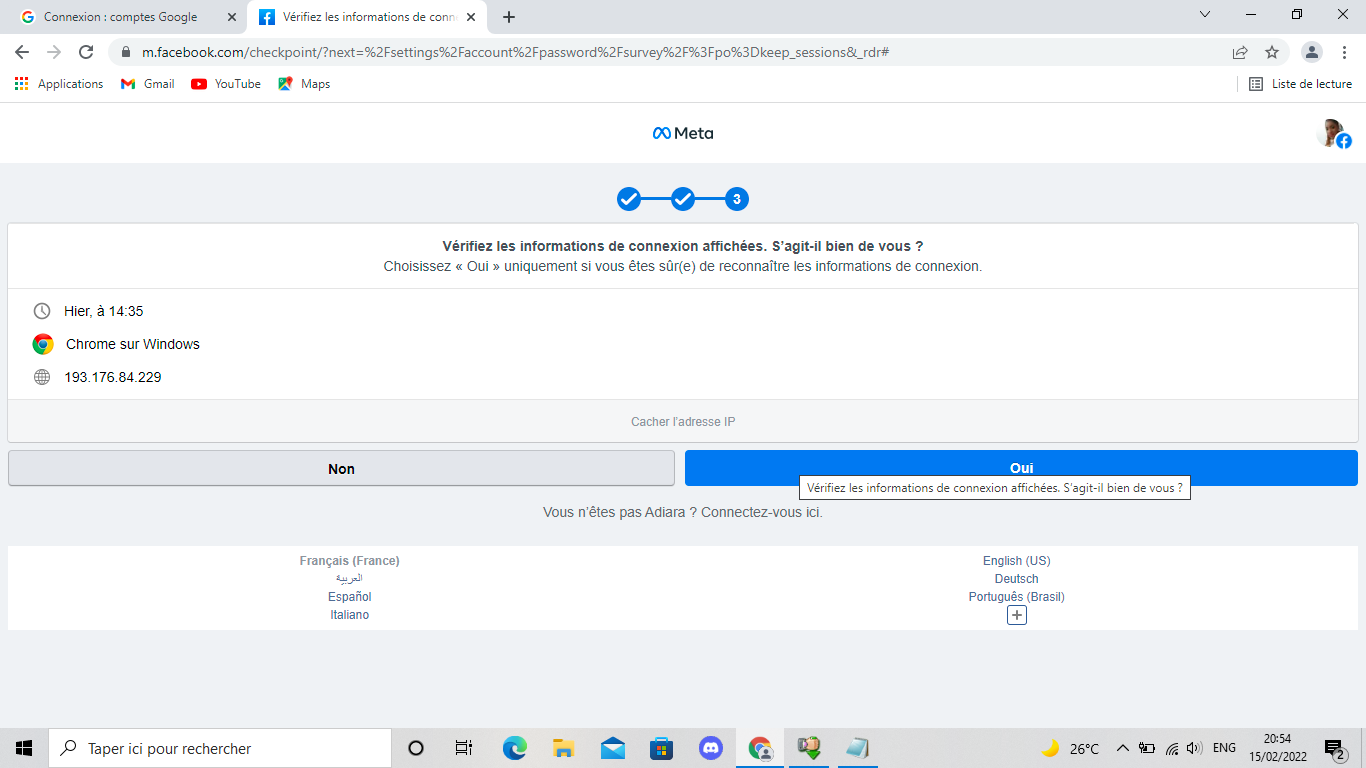 Connexion : comptes Google
Vérifiez les informations de conn
m.facebook.com/checkpoint/?next=%2Fsettings%2Faccount%2Fpassword%2Fsurvey%2F%3Fpo%3Dkeep_sessions&_rdr#
Applications Gmail YouTube Maps Liste de lecture
Meta
3
Vérifiez les informations de connexion affichées. S'agit-il bien de vous ?
Choisissez « Oui » uniquement si vous êtes sûr(e) de reconnaître les informations de connexion.
Hier, à 14:35
Chrome sur Windows
193.176.84.229
Cacher l'adresse IP
Non Oui
Vérifiez les informations de connexion affichées. S'agit-il bien de vous ?
Vous n'êtes pas Adiara ? Connectez-vous ici.
Français (France) English (US)
العربية Deutsch
Español Português (Brasil)
Italiano
Taper ici pour rechercher
26°C ENG 20:54
15/02/2022
2